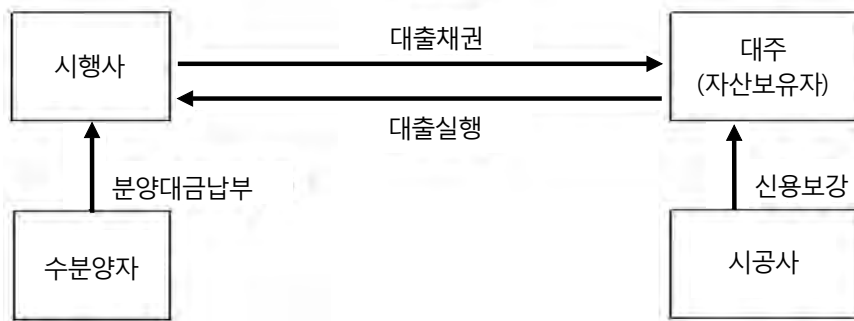 대출채권
시행사
대주
(자산보유자)
대출실행
분양대금납부
신용보강
수분양자
시공사